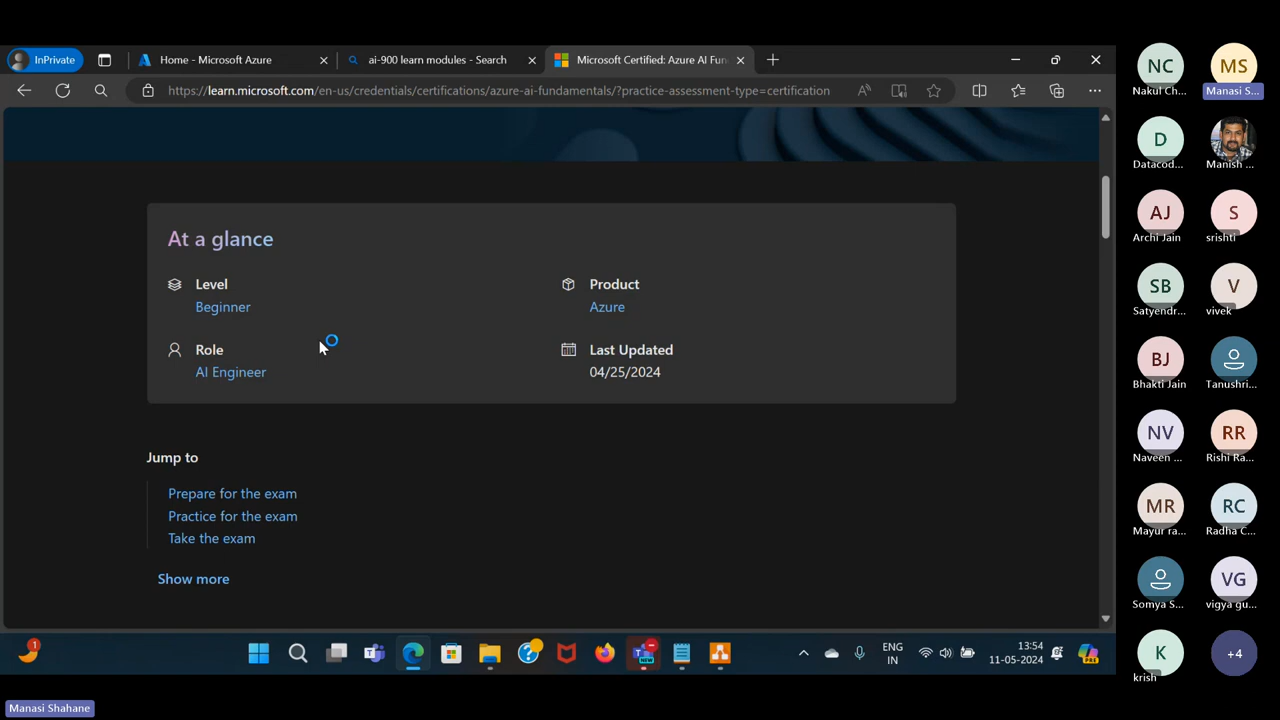 InPrivate
Home - Microsoft Azure
ai-900 learn modules - Search
Microsoft Certified: Azure AI Fun
https://learn.microsoft.com/en-us/credentials/certifications/azure-ai-fundamentals/?practice-assessment-type=certification
At a glance
Level
Beginner
Product
Azure
Role
AI Engineer
Last Updated
04/25/2024
Jump to
Prepare for the exam
Practice for the exam
Take the exam
Show more
1
NEW
ENG
IN
13:54
11-05-2024
PRE
Manasi Shahane
NC
Nakul Ch...
MS
Manasi S...
D
Datacod...
Manish ...
AJ
Archi Jain
S
srishti
SB
Satyendr...
V
vivek
BJ
Bhakti Jain
Tanushri...
NV
Naveen ...
RR
Rishi Ra...
MR
Mayur ra...
RC
Radha C...
Somya S...
VG
vigya gu...
K
krish
+4